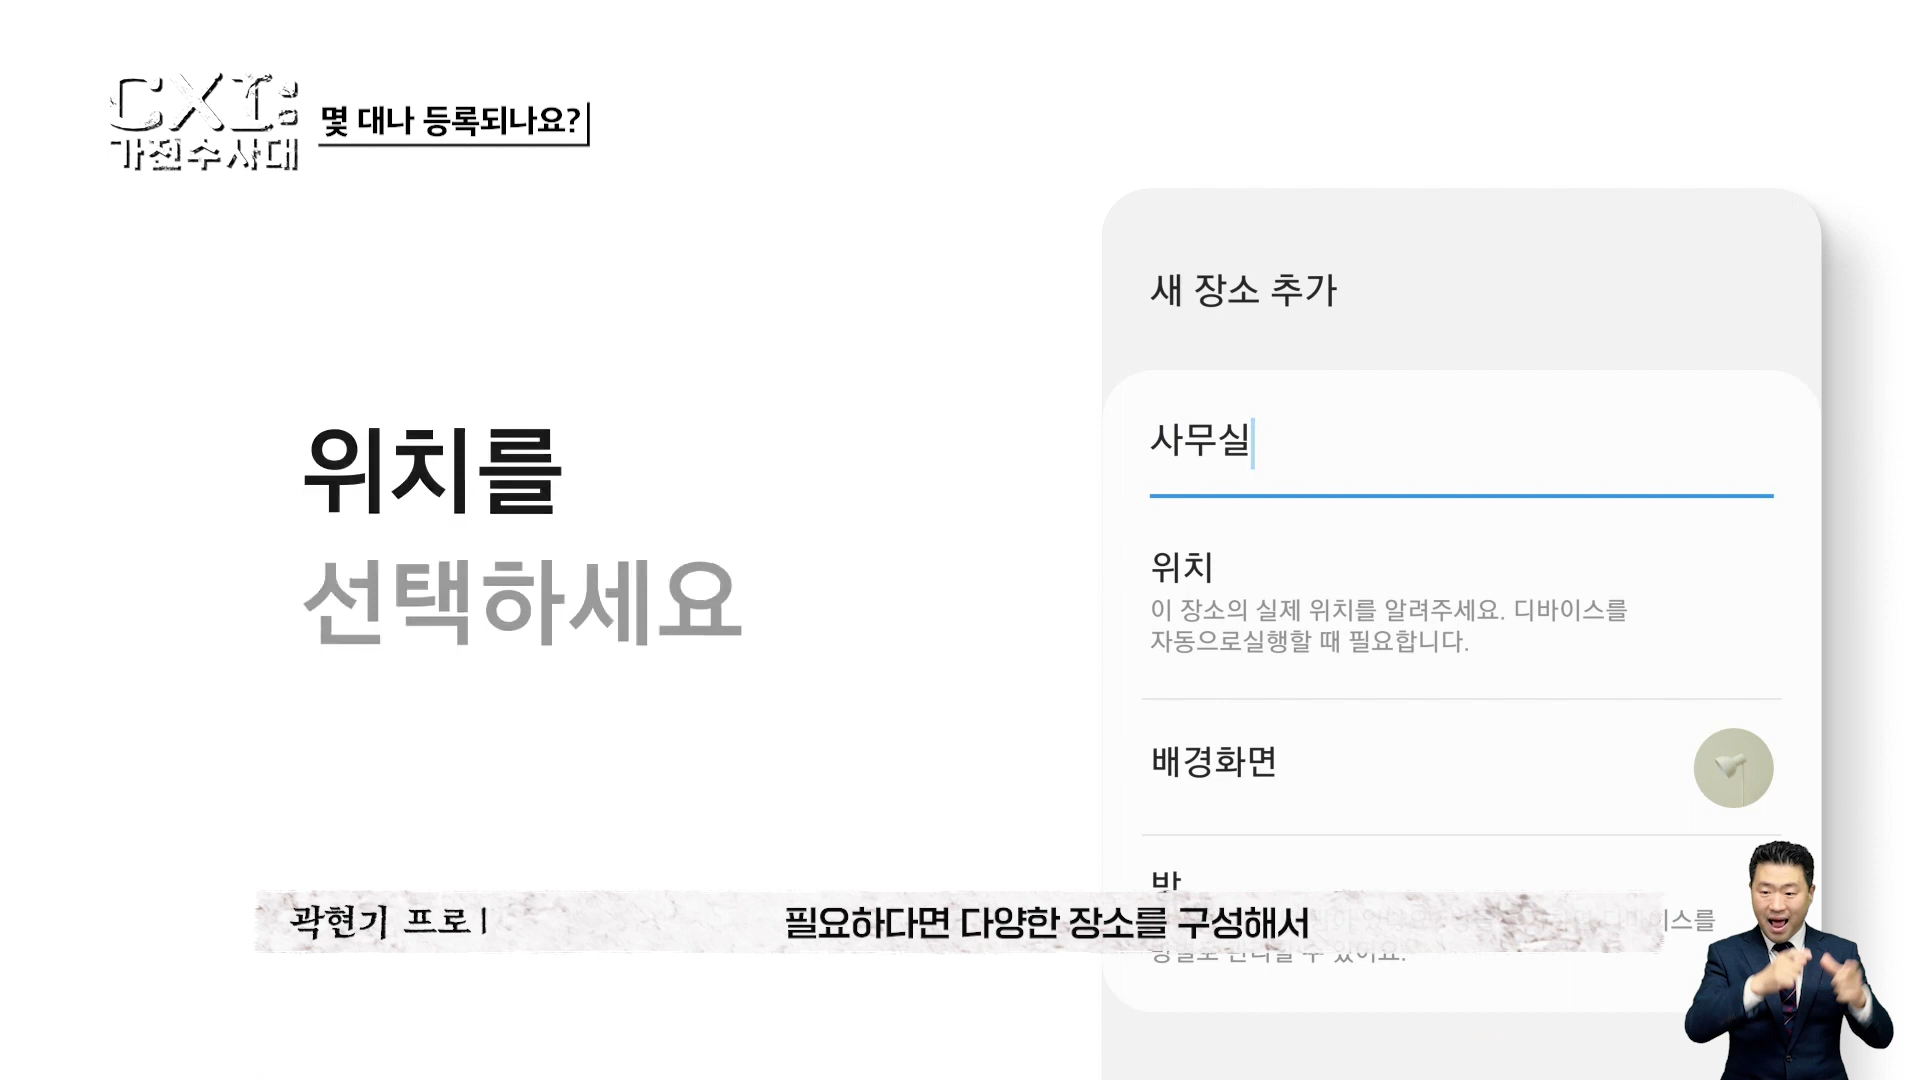 CXI:
가전수사대
몇 대나 등록되나요?
새 장소 추가
사무실
위치를
선택하세요
위치
이 장소의 실제 위치를 알려주세요. 디바이스를
자동으로실행할 때 필요합니다.
배경화면
방
곽현기 프로 |
필요하다면 다양한 장소를 구성해서